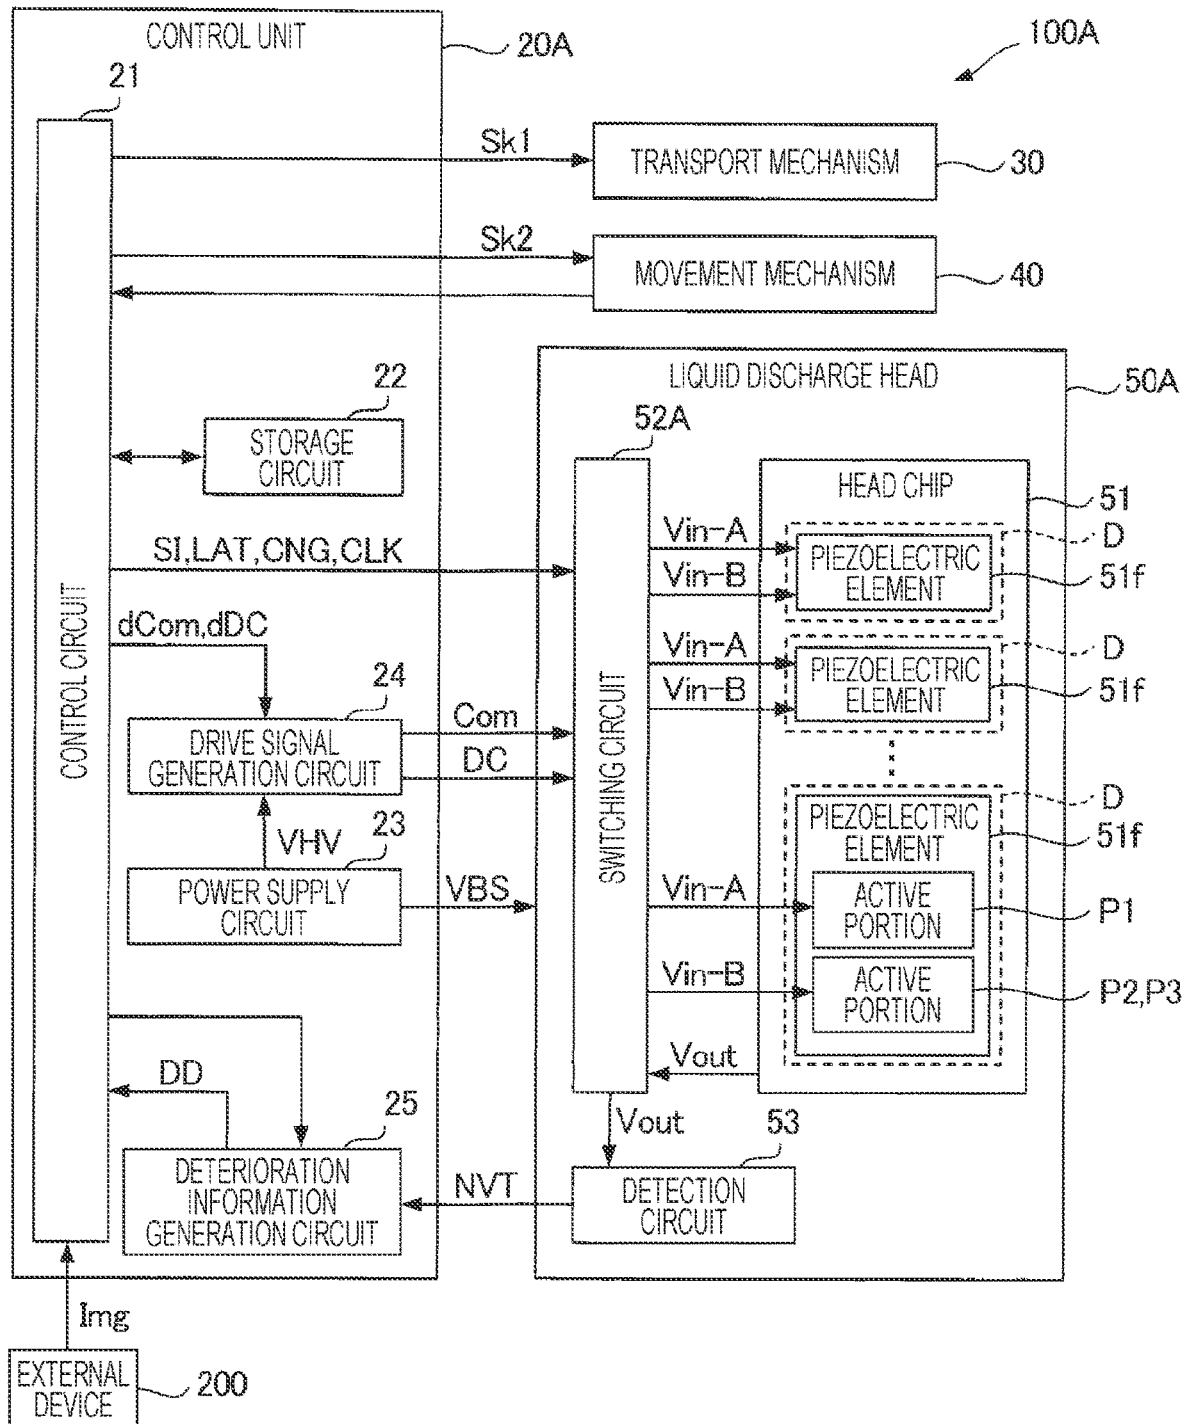 CONTROL UNIT
20A
100A
21
Sk1
TRANSPORT MECHANISM
30
Sk2
MOVEMENT MECHANISM
40
LIQUID DISCHARGE HEAD
50A
22
STORAGE
CIRCUIT
52A
HEAD CHIP
51
SI,LAT,CNG,CLK
Vin-A
Vin-B
PIEZOELECTRIC
ELEMENT
D
51f
CONTROL CIRCUIT
dCom,dDC
Vin-A
Vin-B
PIEZOELECTRIC
ELEMENT
D
51f
24
DRIVE SIGNAL
GENERATION CIRCUIT
Com
DC
SWITCHING CIRCUIT
VHV
23
POWER SUPPLY
CIRCUIT
VBS
PIEZOELECTRIC
ELEMENT
D
51f
Vin-A
ACTIVE
PORTION
P1
Vin-B
ACTIVE
PORTION
P2,P3
Vout
DD
25
DETERIORATION
INFORMATION
GENERATION CIRCUIT
NVT
Vout
53
DETECTION
CIRCUIT
Img
EXTERNAL
DEVICE
200